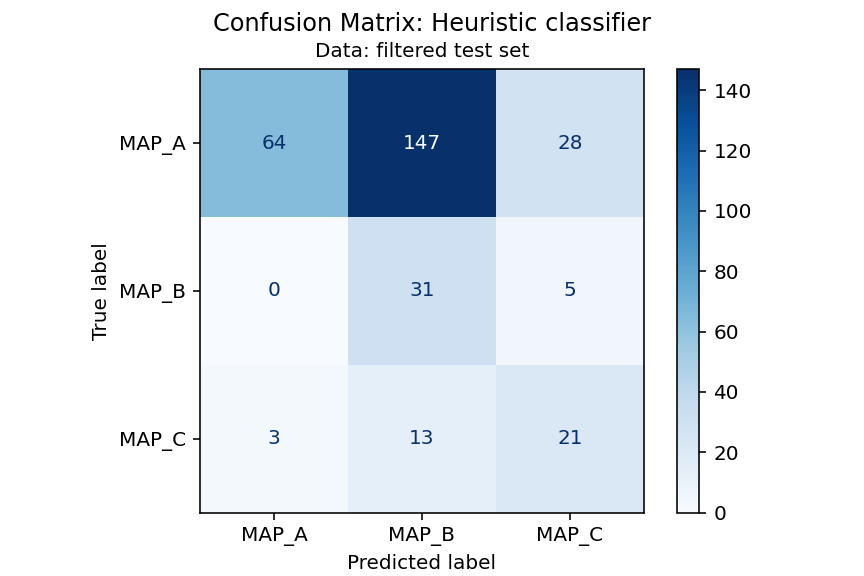 Confusion Matrix: Heuristic classifier
Data: filtered test set
True label
MAP_A 64 147 28
MAP_B 0 31 5
MAP_C 3 13 21
MAP_A MAP_B MAP_C
Predicted label
140
120
100
80
60
40
20
0